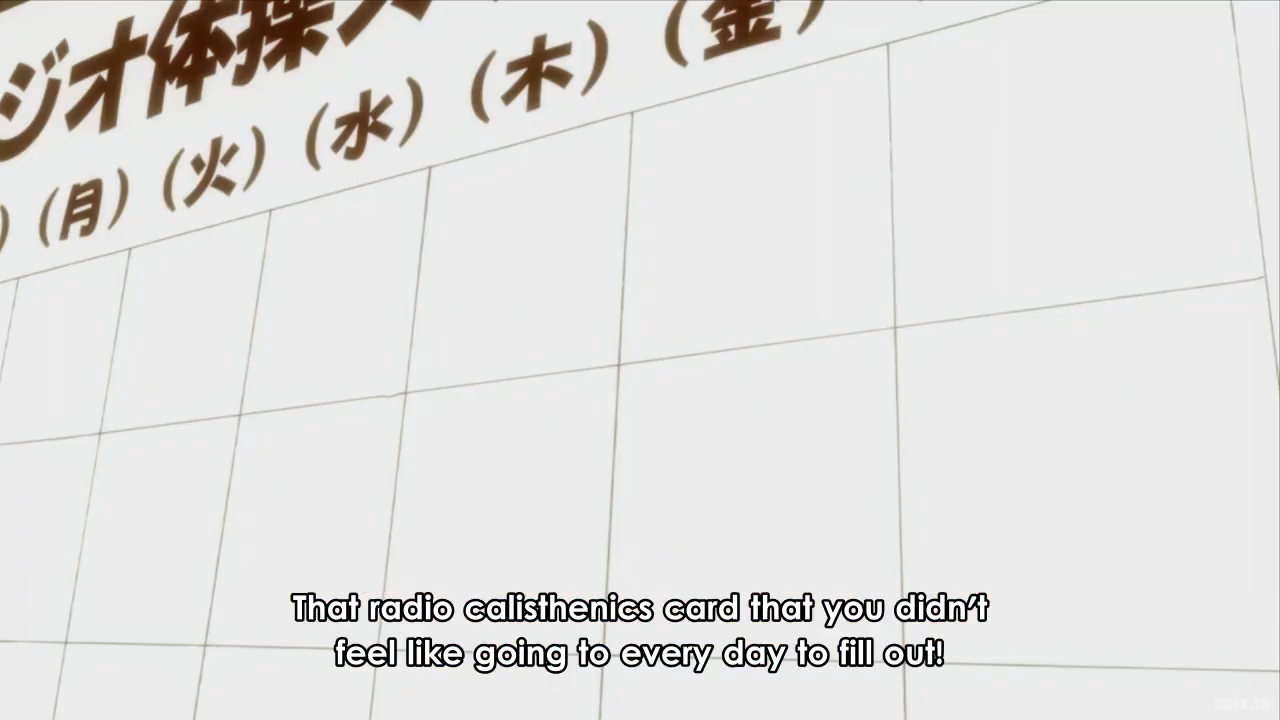 ジオ体操ス
(月) (火) (水) (木) (金)
That radio calisthenics card that you didn't
feel like going to every day to fill out!